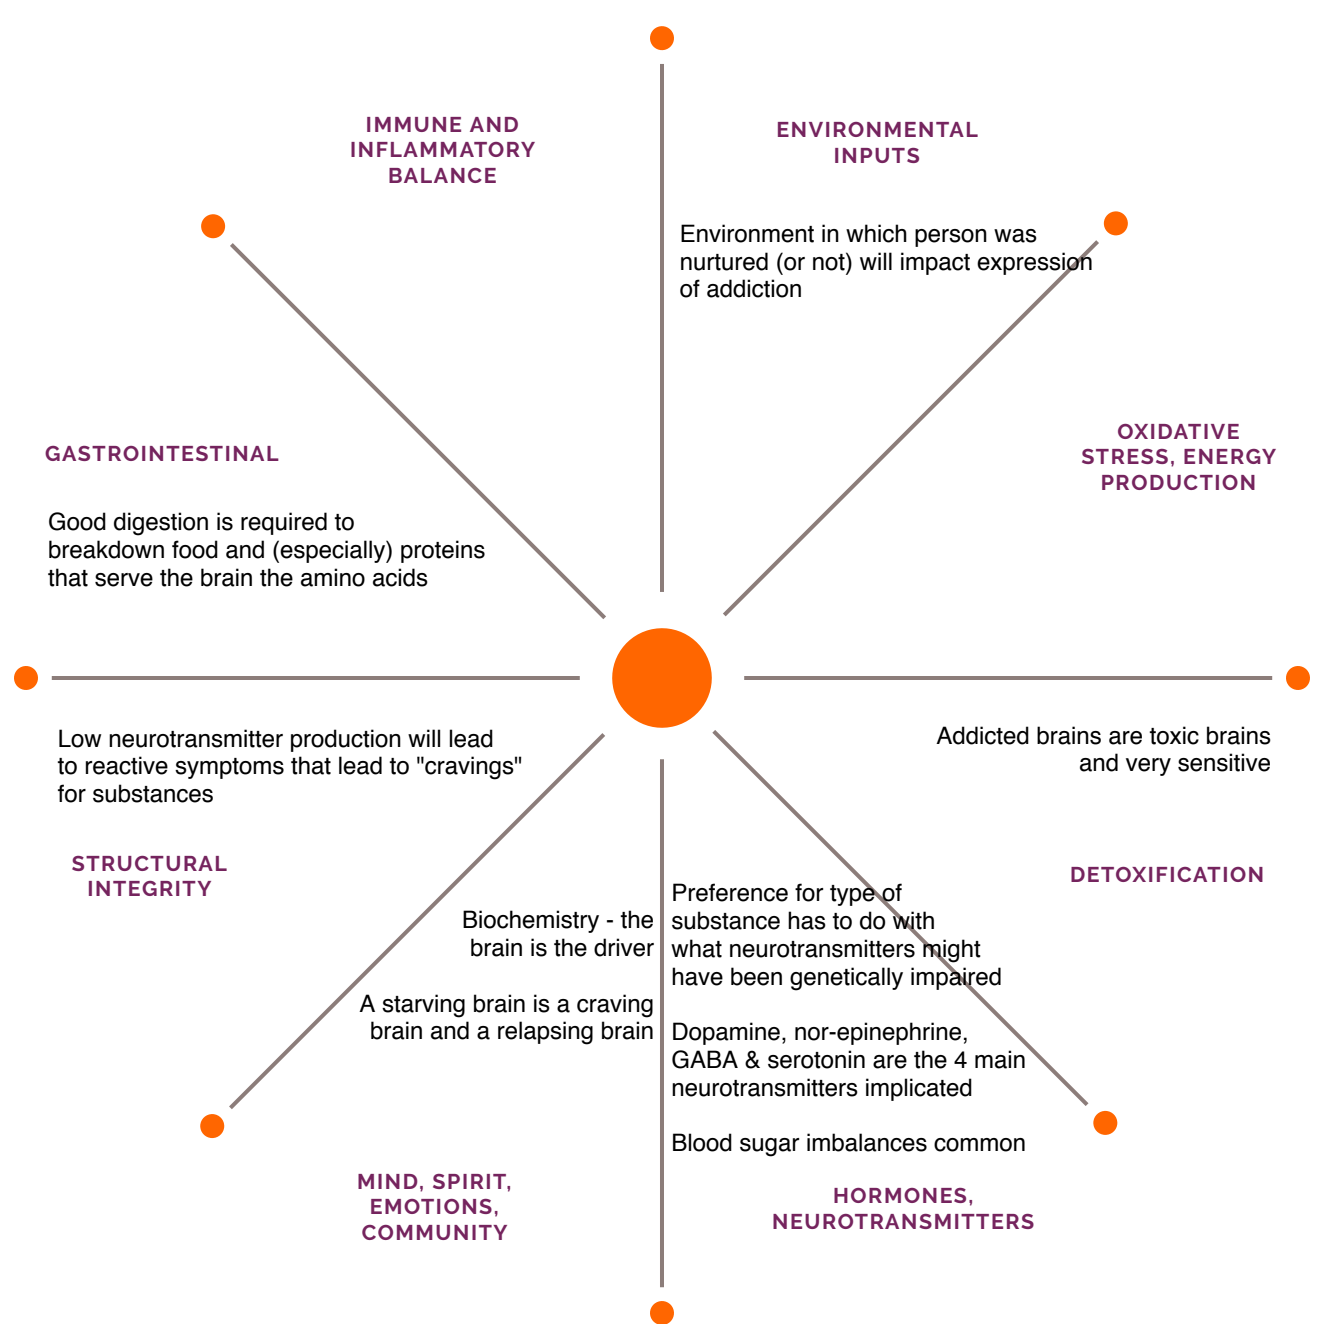 IMMUNE AND
INFLAMMATORY
BALANCE
ENVIRONMENTAL
INPUTS
Environment in which person was
nurtured (or not) will impact expression
of addiction
GASTROINTESTINAL
Good digestion is required to
breakdown food and (especially) proteins
that serve the brain the amino acids
OXIDATIVE
STRESS, ENERGY
PRODUCTION
Low neurotransmitter production will lead
to reactive symptoms that lead to "cravings"
for substances
STRUCTURAL
INTEGRITY
Addicted brains are toxic brains
and very sensitive
DETOXIFICATION
Biochemistry - the
brain is the driver
A starving brain is a craving
brain and a relapsing brain
MIND, SPIRIT,
EMOTIONS,
COMMUNITY
Preference for type of
substance has to do with
what neurotransmitters might
have been genetically impaired
Dopamine, nor-epinephrine,
GABA & serotonin are the 4 main
neurotransmitters implicated
Blood sugar imbalances common
HORMONES,
NEUROTRANSMITTERS